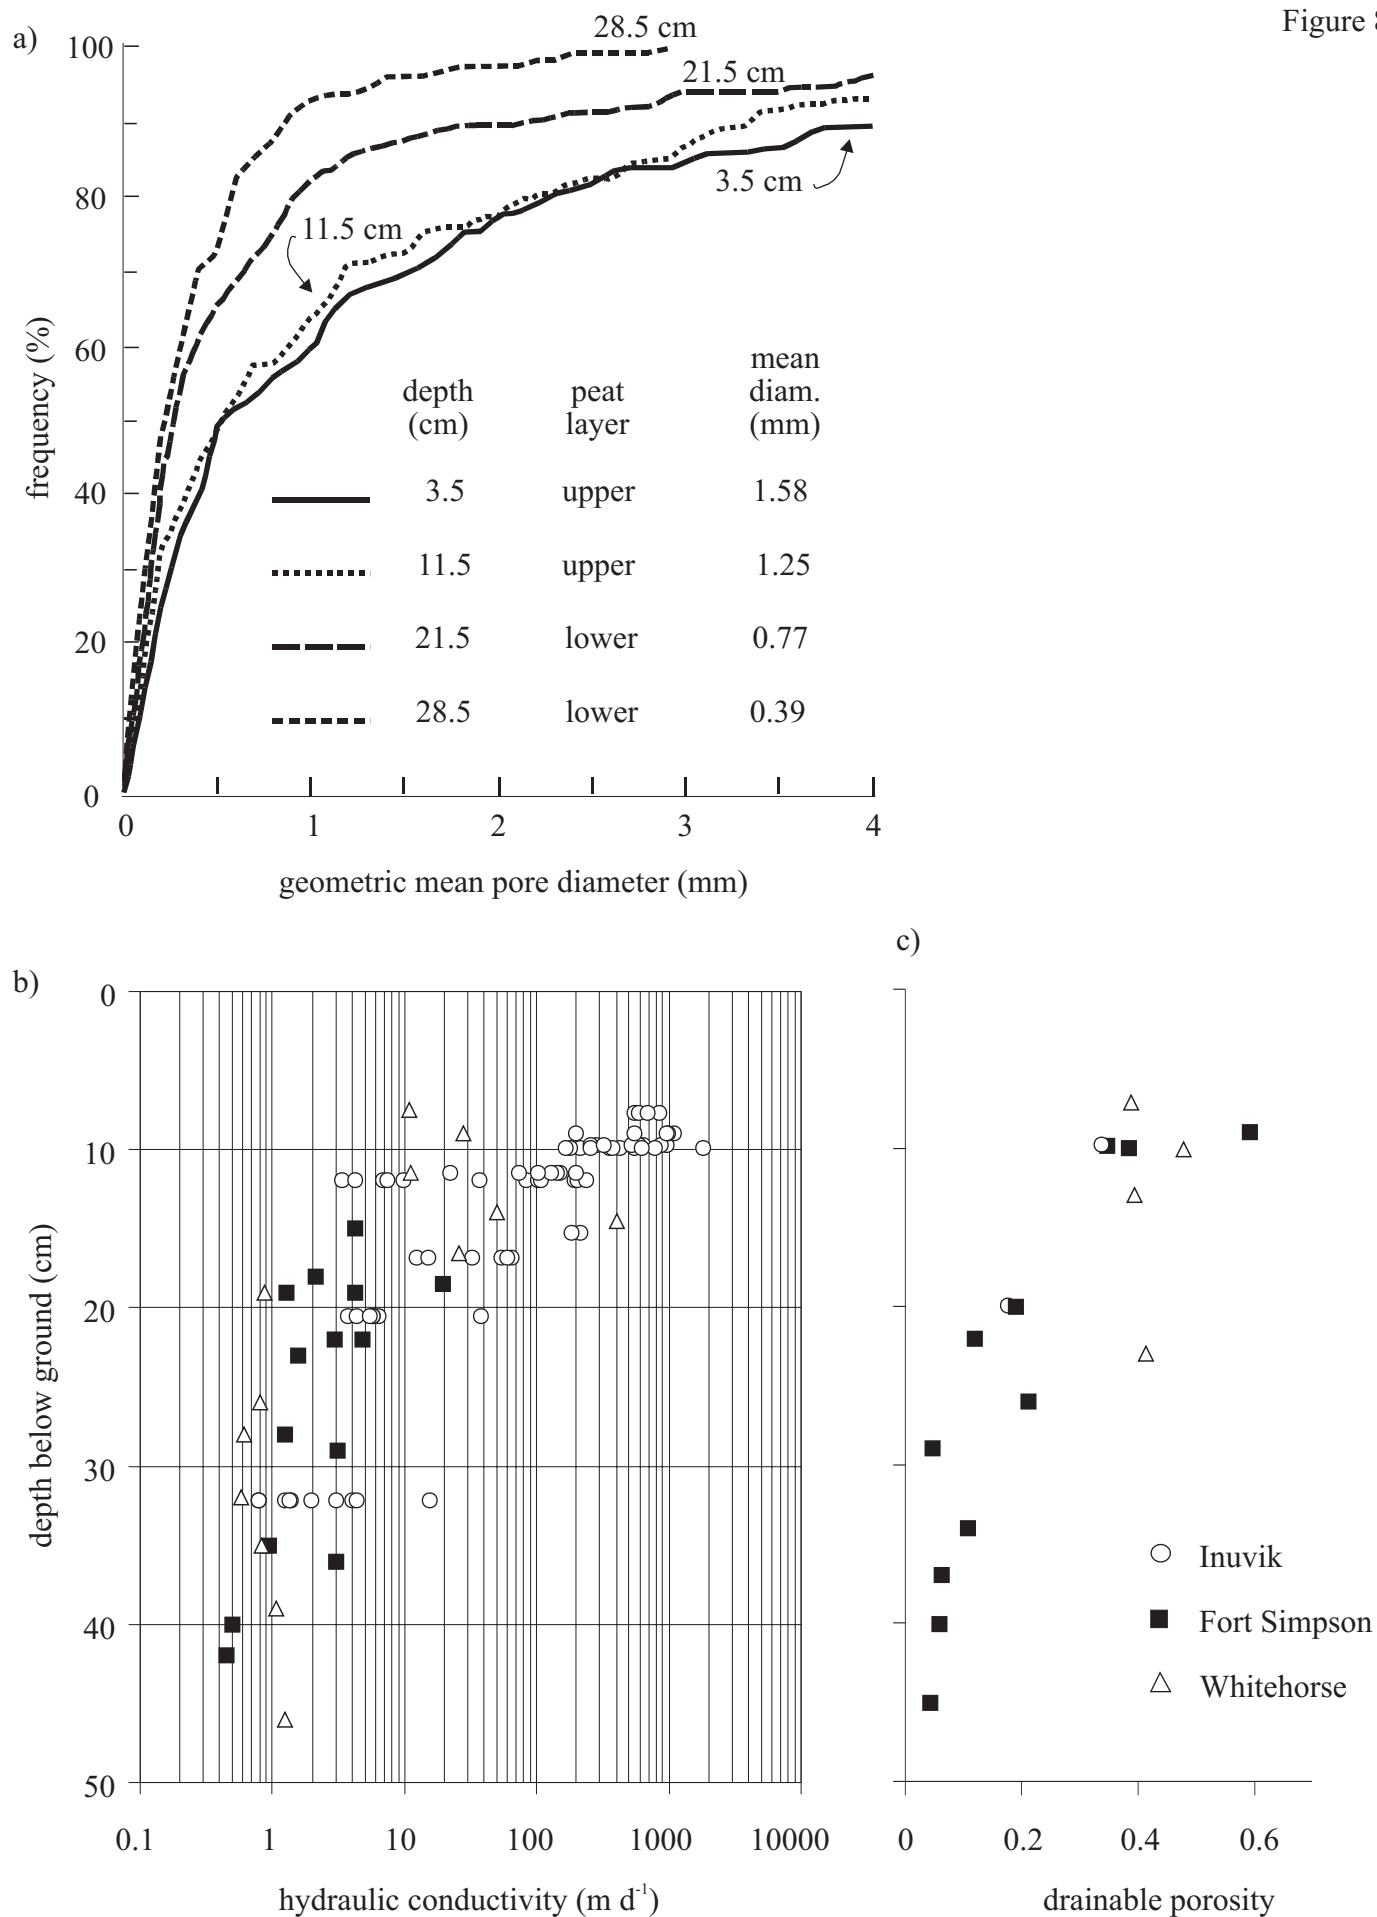 Figure 8
a)
28.5 cm
21.5 cm
3.5 cm
11.5 cm
100
80
60
40
20
0
frequency (%)
depth (cm)
peat layer
mean diam. (mm)
3.5 upper 1.58
11.5 upper 1.25
21.5 lower 0.77
28.5 lower 0.39
0 1 2 3 4
geometric mean pore diameter (mm)
b)
0
10
20
30
40
50
depth below ground (cm)
0.1 1 10 100 1000 10000
hydraulic conductivity (m d⁻¹)
c)
Inuvik
Fort Simpson
Whitehorse
0 0.2 0.4 0.6
drainable porosity